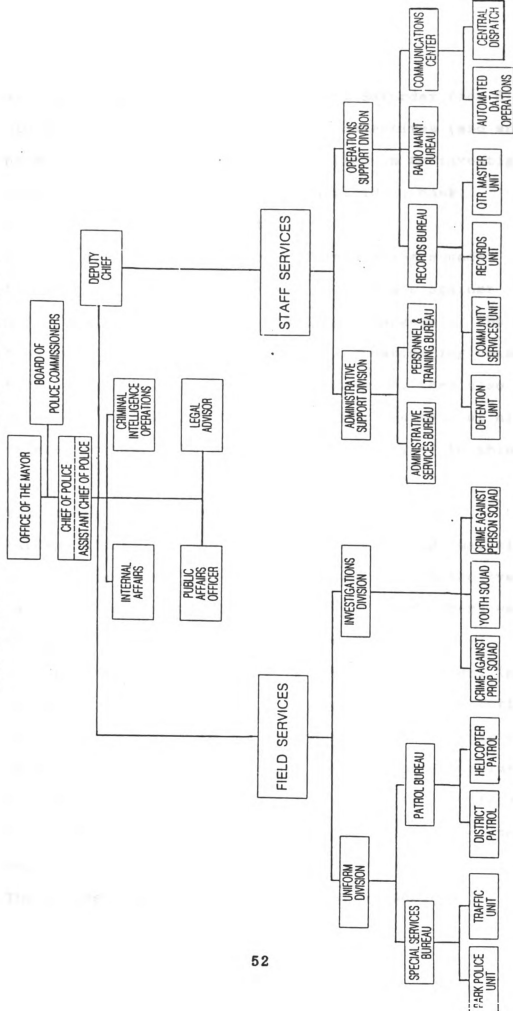 OFFICE OF THE MAYOR
BOARD OF
POLICE COMMISSIONERS
CHIEF OF POLICE
ASSISTANT CHIEF OF POLICE
DEPUTY
CHIEF
INTERNAL
AFFAIRS
CRIMINAL
INTELLIGENCE
OPERATIONS
PUBLIC
AFFAIRS
OFFICER
LEGAL
ADVISOR
FIELD SERVICES
STAFF SERVICES
UNIFORM
DIVISION
INVESTIGATIONS
DIVISION
ADMINISTRATIVE
SUPPORT DIVISION
OPERATIONS
SUPPORT DIVISION
SPECIAL SERVICES
BUREAU
PATROL BUREAU
ADMINISTRATIVE
SERVICES BUREAU
PERSONNEL &
TRAINING BUREAU
RECORDS BUREAU
RADIO MAINT.
BUREAU
COMMUNICATIONS
CENTER
PARK POLICE
UNIT
TRAFFIC
UNIT
DISTRICT
PATROL
HELICOPTER
PATROL
CRIME AGAINST
PROP. SQUAD
YOUTH SQUAD
CRIME AGAINST
PERSON SQUAD
DETENTION
UNIT
COMMUNITY
SERVICES UNIT
RECORDS
UNIT
QTR. MASTER
UNIT
AUTOMATED
DATA
OPERATIONS
CENTRAL
DISPATCH
52